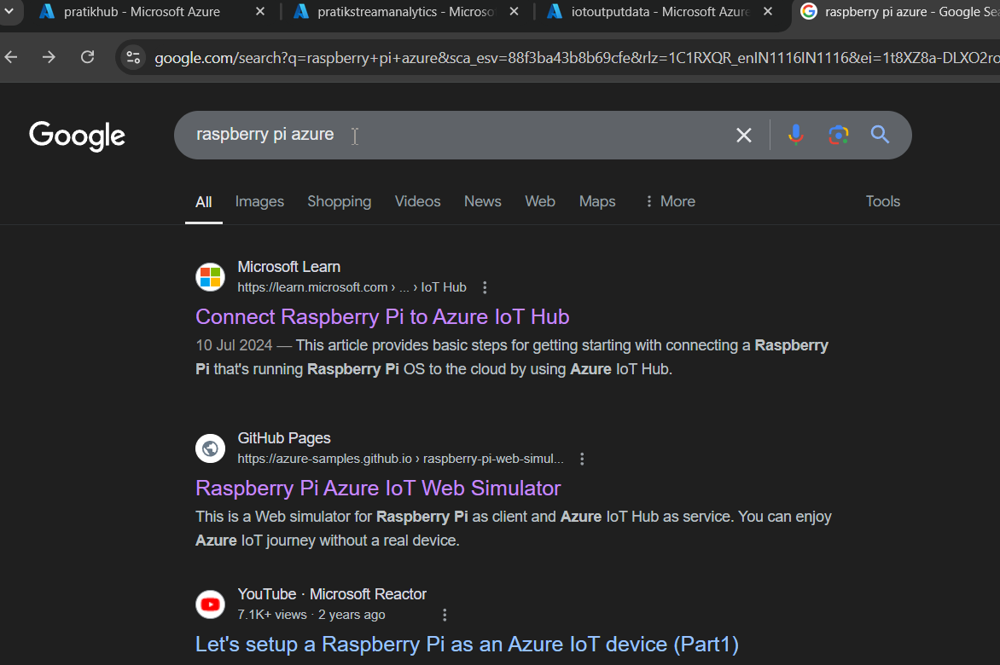 pratikhub - Microsoft Azure
pratikstreamanalytics - Microso
iotoutputdata - Microsoft Azure
raspberry pi azure - Google Se
google.com/search?q=raspberry+pi+azure&sca_esv=88f3ba43b8b69cfe&rlz=1C1RXQR_enIN1116IN1116&ei=1t8XZ8a-DLXO2ro
Google
raspberry pi azure
All
Images
Shopping
Videos
News
Web
Maps
More
Tools
Microsoft Learn
https://learn.microsoft.com › ... › IoT Hub
Connect Raspberry Pi to Azure IoT Hub
10 Jul 2024 — This article provides basic steps for getting starting with connecting a Raspberry
Pi that's running Raspberry Pi OS to the cloud by using Azure IoT Hub.
GitHub Pages
https://azure-samples.github.io › raspberry-pi-web-simul...
Raspberry Pi Azure IoT Web Simulator
This is a Web simulator for Raspberry Pi as client and Azure IoT Hub as service. You can enjoy
Azure IoT journey without a real device.
YouTube · Microsoft Reactor
7.1K+ views · 2 years ago
Let's setup a Raspberry Pi as an Azure IoT device (Part1)